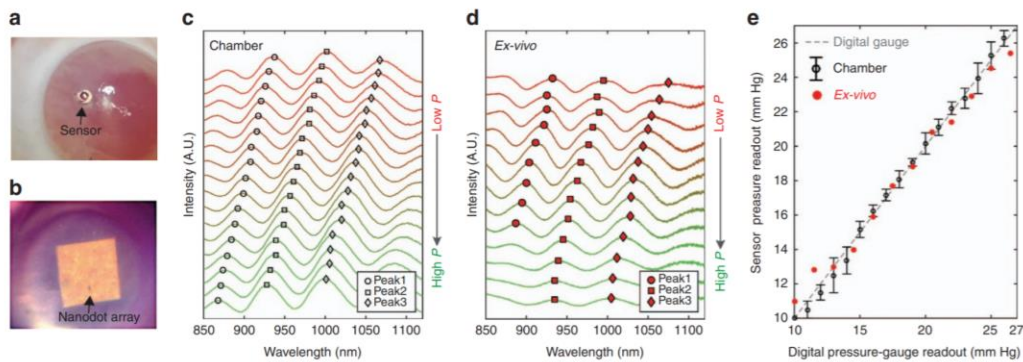 a
Sensor
b
Nanodot array
c
Chamber
Intensity (A.U.)
Low P
High P
Peak1
Peak2
Peak3
850 900 950 1000 1050 1100
Wavelength (nm)
d
Ex-vivo
Intensity (A.U.)
Low P
High P
Peak1
Peak2
Peak3
850 900 950 1000 1050 1100
Wavelength (nm)
e
Digital gauge
Chamber
Ex-vivo
Sensor preasure readout (mm Hg)
26
24
22
20
18
16
14
12
10
10 15 20 25 27
Digital pressure-gauge readout (mm Hg)